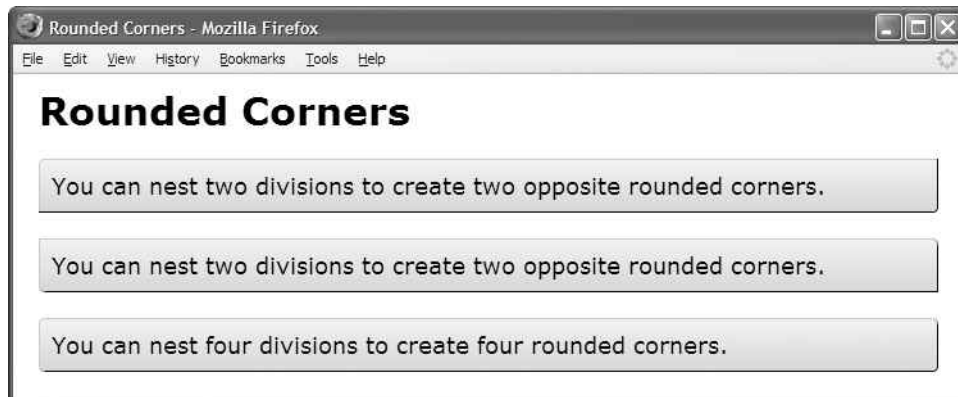 Rounded Corners - Mozilla Firefox
File Edit View History Bookmarks Tools Help
Rounded Corners
You can nest two divisions to create two opposite rounded corners.
You can nest two divisions to create two opposite rounded corners.
You can nest four divisions to create four rounded corners.